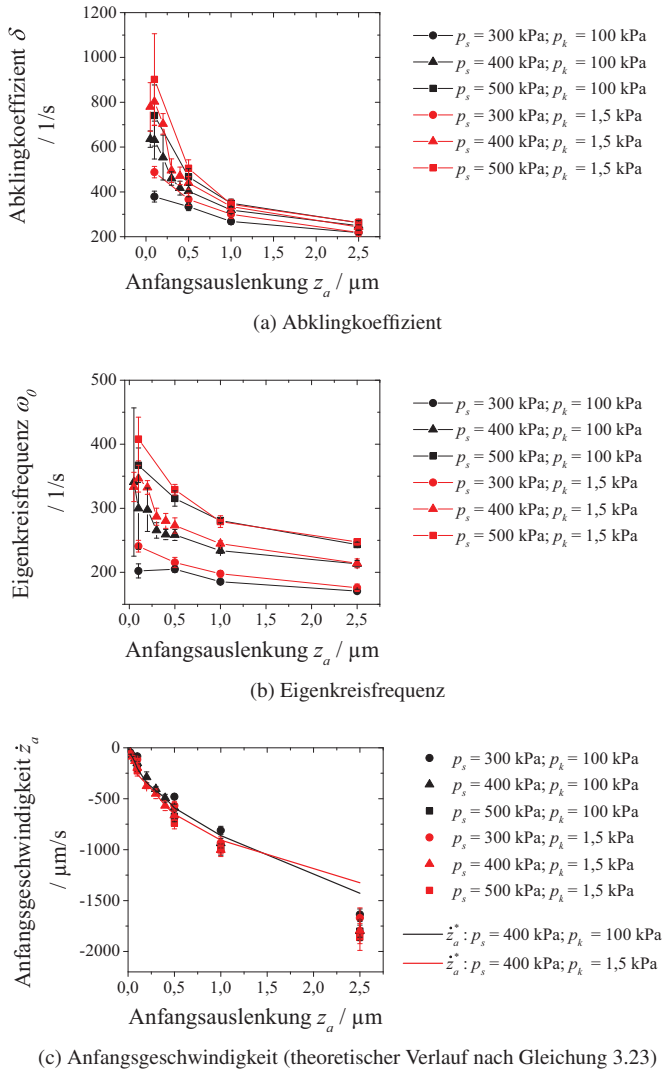 1200
1000
800
600
400
200
Abklingkoeffizient δ
/ 1/s
0,0 0,5 1,0 1,5 2,0 2,5
Anfangsauslenkung z_a / µm
p_s = 300 kPa; p_k = 100 kPa
p_s = 400 kPa; p_k = 100 kPa
p_s = 500 kPa; p_k = 100 kPa
p_s = 300 kPa; p_k = 1,5 kPa
p_s = 400 kPa; p_k = 1,5 kPa
p_s = 500 kPa; p_k = 1,5 kPa
(a) Abklingkoeffizient
500
400
300
200
Eigenkreisfrequenz ω_0
/ 1/s
0,0 0,5 1,0 1,5 2,0 2,5
Anfangsauslenkung z_a / µm
p_s = 300 kPa; p_k = 100 kPa
p_s = 400 kPa; p_k = 100 kPa
p_s = 500 kPa; p_k = 100 kPa
p_s = 300 kPa; p_k = 1,5 kPa
p_s = 400 kPa; p_k = 1,5 kPa
p_s = 500 kPa; p_k = 1,5 kPa
(b) Eigenkreisfrequenz
0
-500
-1000
-1500
-2000
Anfangsgeschwindigkeit ż_a
/ µm/s
0,0 0,5 1,0 1,5 2,0 2,5
Anfangsauslenkung z_a / µm
p_s = 300 kPa; p_k = 100 kPa
p_s = 400 kPa; p_k = 100 kPa
p_s = 500 kPa; p_k = 100 kPa
p_s = 300 kPa; p_k = 1,5 kPa
p_s = 400 kPa; p_k = 1,5 kPa
p_s = 500 kPa; p_k = 1,5 kPa
ż_a^*: p_s = 400 kPa; p_k = 100 kPa
ż_a^*: p_s = 400 kPa; p_k = 1,5 kPa
(c) Anfangsgeschwindigkeit (theoretischer Verlauf nach Gleichung 3.23)